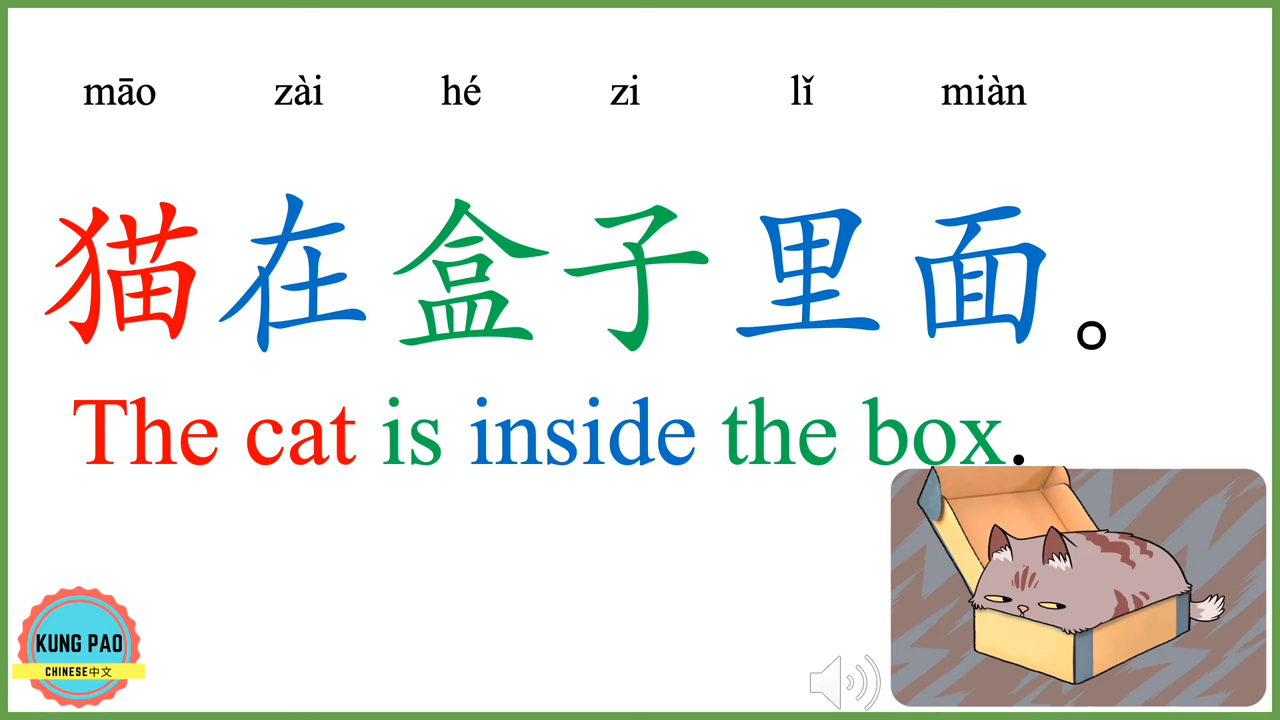 māo zài hé zi lǐ miàn
猫在盒子里面。
The cat is inside the box.
KUNG PAO
CHINESE中文